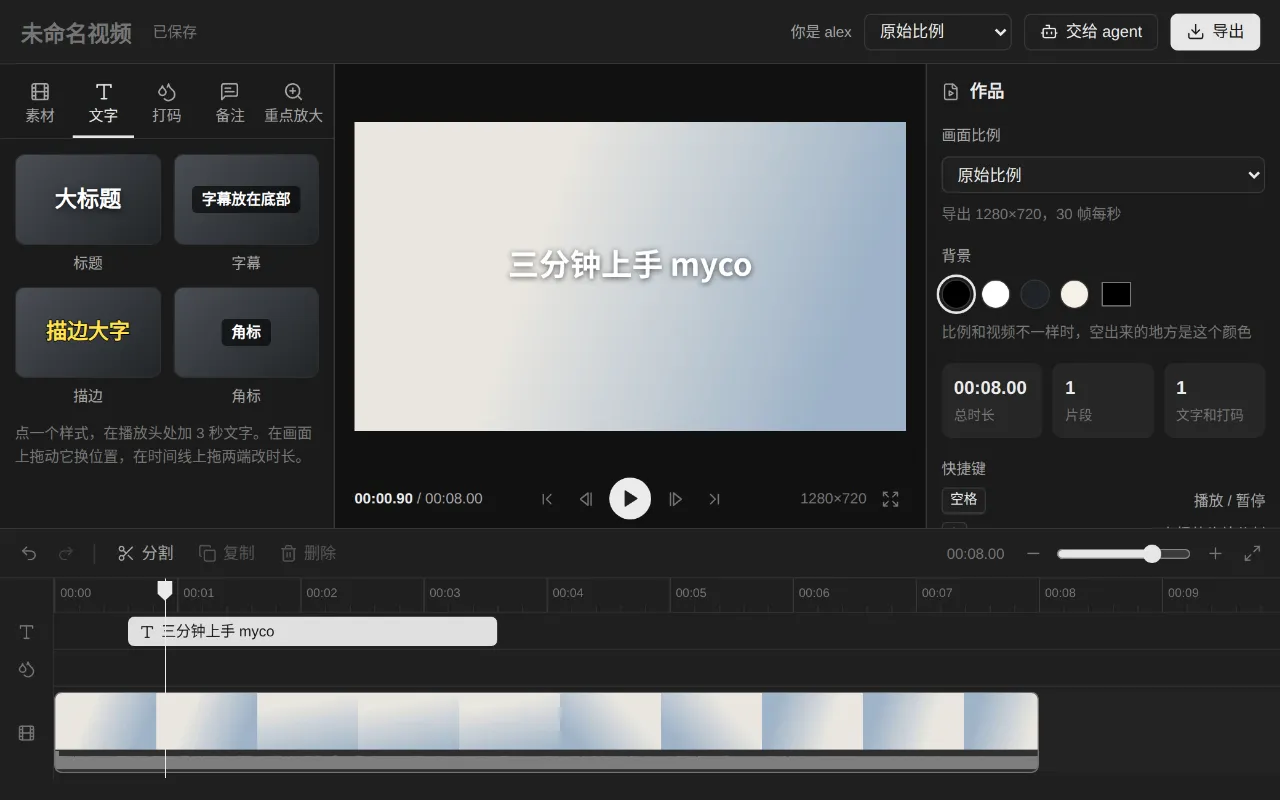 未命名视频 已保存 你是 alex 原始比例 交给 agent 导出
素材 文字 打码 备注 重点放大
大标题 字幕放在底部
标题 字幕
描边大字 角标
描边 角标
点一个样式，在播放头处加 3 秒文字。在画面
上拖动它换位置，在时间线上拖两端改时长。
三分钟上手 myco
00:00.90 / 00:08.00 1280×720
作品
画面比例
原始比例
导出 1280×720，30 帧每秒
背景
比例和视频不一样时，空出来的地方是这个颜色
00:08.00 1 1
总时长 片段 文字和打码
快捷键
空格 播放 / 暂停
分割 复制 删除 00:08.00
00:00 00:01 00:02 00:03 00:04 00:05 00:06 00:07 00:08 00:09
三分钟上手 myco